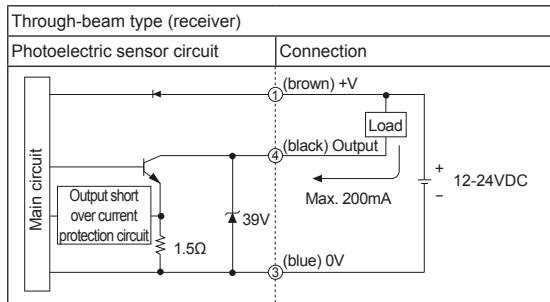 Through-beam type (receiver)
Photoelectric sensor circuit
Connection
① (brown) +V
Load
④ (black) Output
Main circuit
Output short
over current
protection circuit
39V
Max. 200mA
+
12-24VDC
−
1.5Ω
③ (blue) 0V